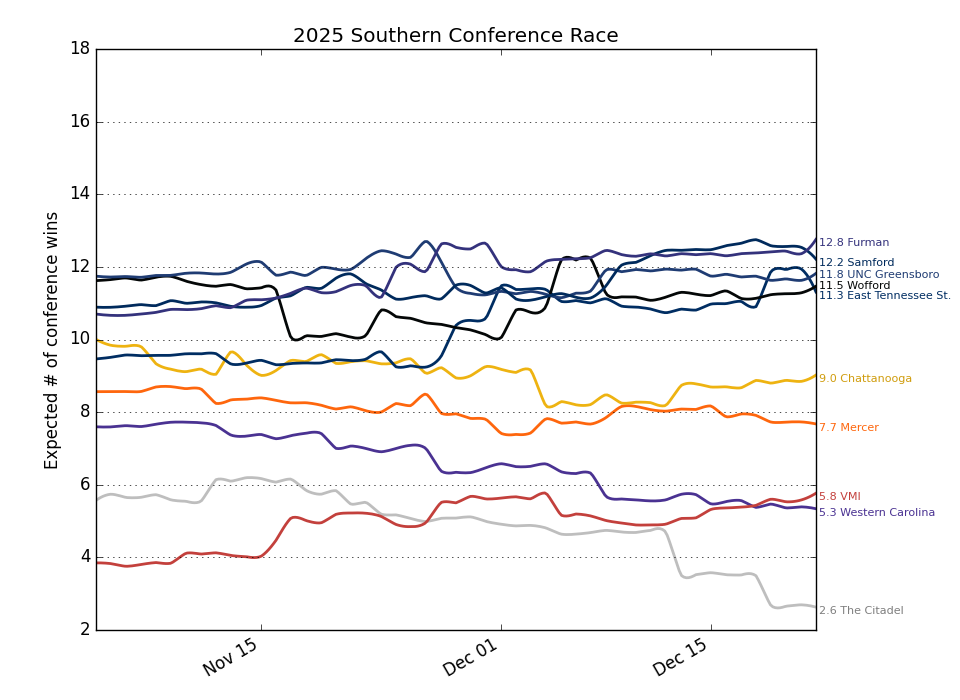 2025 Southern Conference Race
Expected # of conference wins
18
16
14
12
10
8
6
4
2
Nov 15
Dec 01
Dec 15
12.8 Furman
12.2 Samford
11.8 UNC Greensboro
11.5 Wofford
11.3 East Tennessee St.
9.0 Chattanooga
7.7 Mercer
5.8 VMI
5.3 Western Carolina
2.6 The Citadel